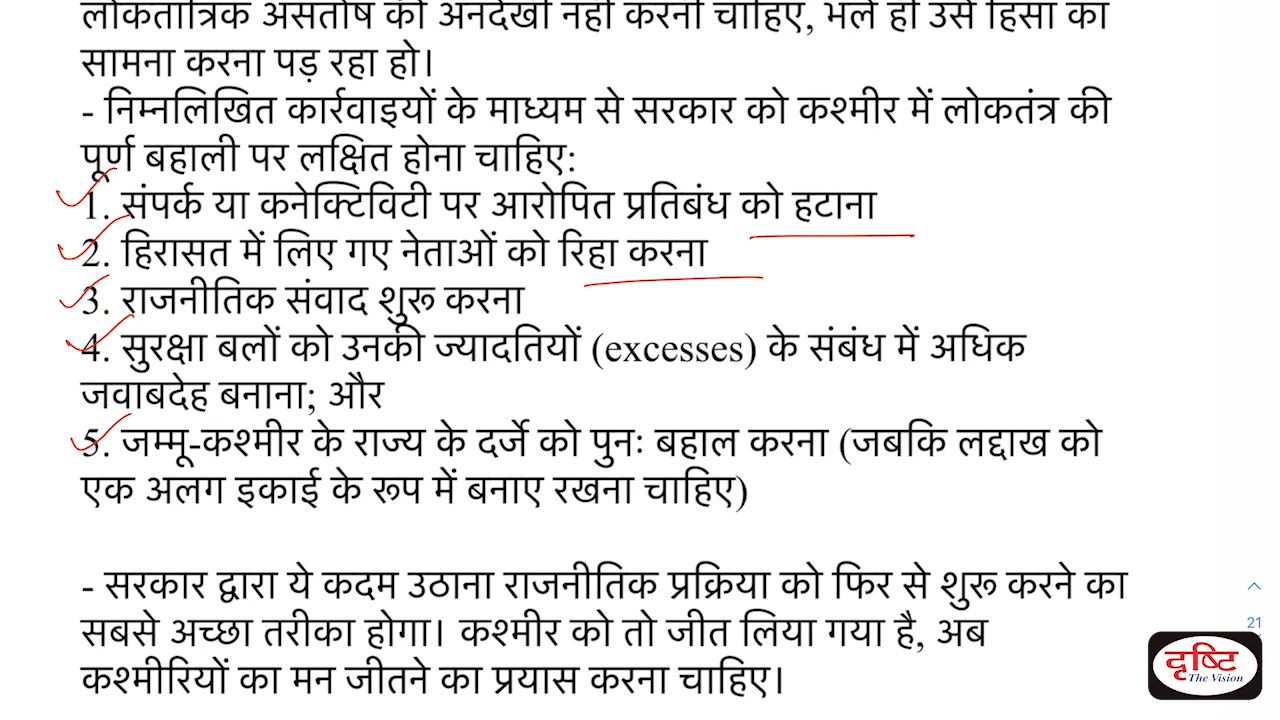 लोकतांत्रिक असंतोष की अनदेखी नहीं करनी चाहिए, भले ही उसे हिंसा का
सामना करना पड़ रहा हो।
- निम्नलिखित कार्रवाइयों के माध्यम से सरकार को कश्मीर में लोकतंत्र की
पूर्ण बहाली पर लक्षित होना चाहिए:
1. संपर्क या कनेक्टिविटी पर आरोपित प्रतिबंध को हटाना
2. हिरासत में लिए गए नेताओं को रिहा करना
3. राजनीतिक संवाद शुरू करना
4. सुरक्षा बलों को उनकी ज्यादतियों (excesses) के संबंध में अधिक
जवाबदेह बनाना; और
5. जम्मू-कश्मीर के राज्य के दर्जे को पुनः बहाल करना (जबकि लद्दाख को
एक अलग इकाई के रूप में बनाए रखना चाहिए)
- सरकार द्वारा ये कदम उठाना राजनीतिक प्रक्रिया को फिर से शुरू करने का
सबसे अच्छा तरीका होगा। कश्मीर को तो जीत लिया गया है, अब
कश्मीरियों का मन जीतने का प्रयास करना चाहिए।
21
दृष्टि
The Vision